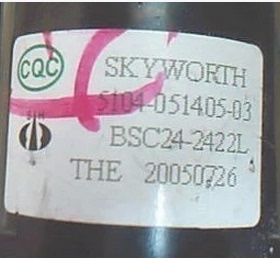 CQC
SKYWORTH
5104-051405-03
BSC24-2422L
THE 20050726